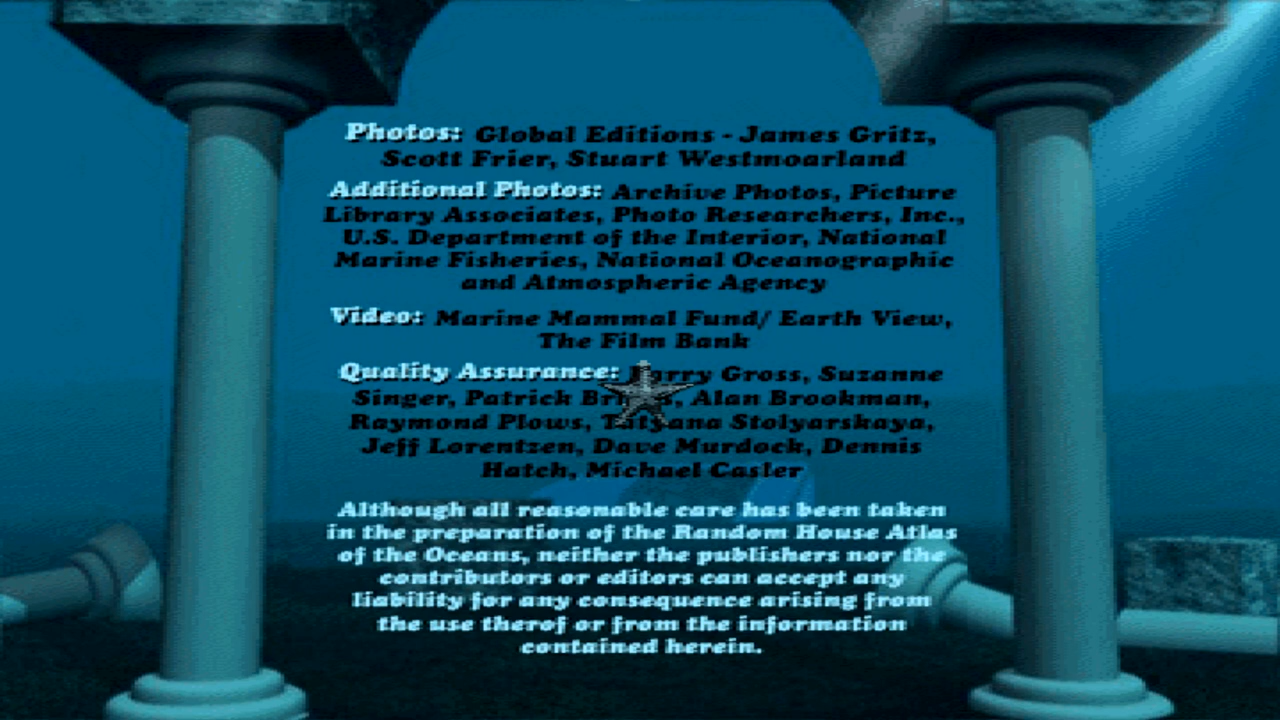 Photos: Global Editions - James Gritz,
Scott Frier, Stuart Westmoarland
Additional Photos: Archive Photos, Picture
Library Associates, Photo Researchers, Inc.,
U.S. Department of the Interior, National
Marine Fisheries, National Oceanographic
and Atmospheric Agency
Video: Marine Mammal Fund/ Earth View,
The Film Bank
Quality Assurance: Gross, Suzanne
Singer, Patrick Alan Brookman,
Raymond Plows, Tatyana Stolyarskaya,
Jeff Lorentzen, Dave Murdock, Dennis
Hatch, Michael Casler
Although all reasonable care has been taken
in the preparation of the Random House Atlas
of the Oceans, neither the publishers nor the
contributors or editors can accept any
liability for any consequence arising from
the use therof or from the information
contained herein.